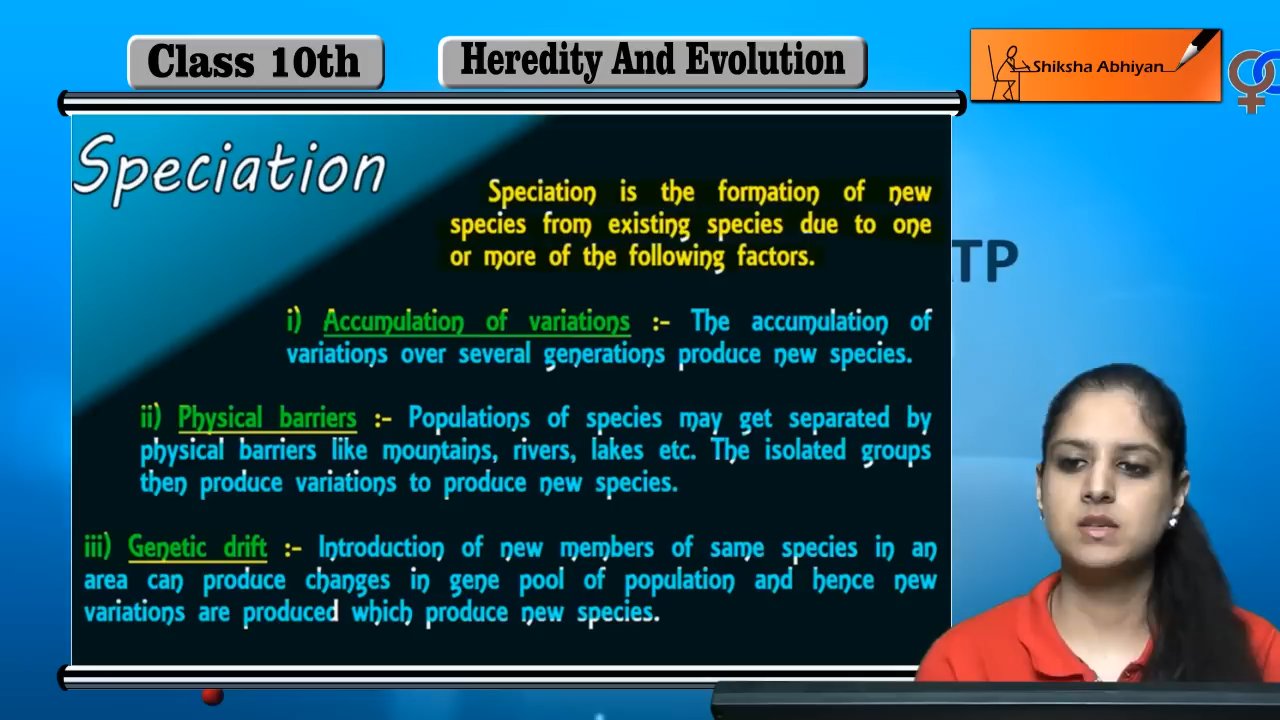 Class 10th
Heredity And Evolution
Shiksha Abhiyan
Speciation
Speciation is the formation of new
species from existing species due to one
or more of the following factors.
TP
i) Accumulation of variations :- The accumulation of
variations over several generations produce new species.
ii) Physical barriers :- Populations of species may get separated by
physical barriers like mountains, rivers, lakes etc. The isolated groups
then produce variations to produce new species.
iii) Genetic drift :- Introduction of new members of same species in an
area can produce changes in gene pool of population and hence new
variations are produced which produce new species.